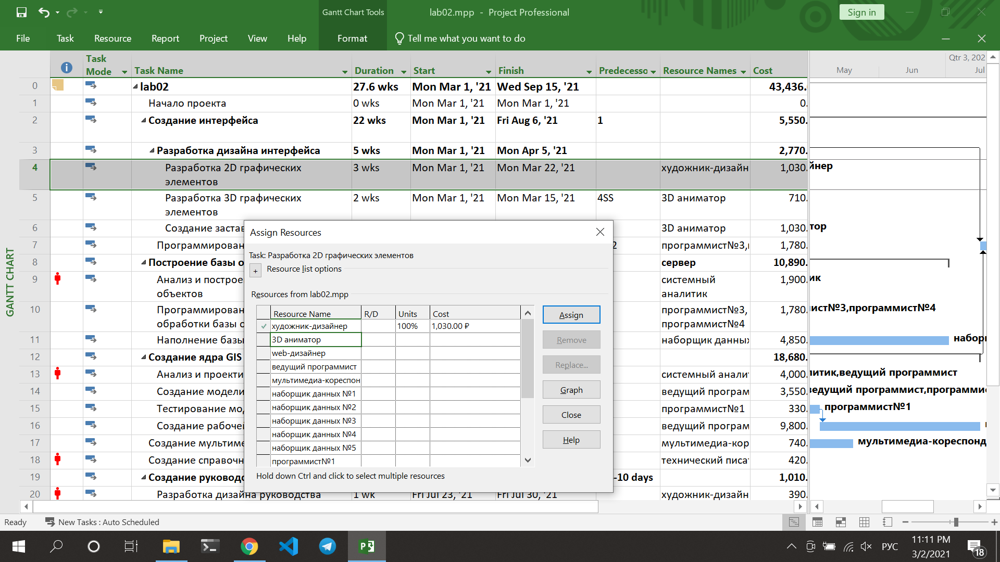 Gantt Chart Tools
lab02.mpp - Project Professional
Sign in
File Task Resource Report Project View Help Format Tell me what you want to do
GANTT CHART
Task Mode Task Name Duration Start Finish Predecesso Resource Names Cost
Qtr 3, 202
May Jun Jul
0 lab02 27.6 wks Mon Mar 1, '21 Wed Sep 15, '21 43,436.
1 Начало проекта 0 wks Mon Mar 1, '21 Mon Mar 1, '21 0.
2 Создание интерфейса 22 wks Mon Mar 1, '21 Fri Aug 6, '21 1 5,550.
3 Разработка дизайна интерфейса 5 wks Mon Mar 1, '21 Mon Apr 5, '21 2,770.
4 Разработка 2D графических 3 wks Mon Mar 1, '21 Mon Mar 22, '21 художник-дизайн 1,030. йнер
элементов
5 Разработка 3D графических 2 wks Mon Mar 1, '21 Mon Mar 15, '21 4SS 3D аниматор 710.
элементов
6 Создание застав 3D аниматор 1,030. тор
7 Программирован 2 программист№3, 1,780.
8 Построение базы о сервер 10,890.
9 Анализ и построе системный 1,900. ик
объектов аналитик
10 Программирован программист№3, 1,780. ист№3,программист№4
обработки базы о программист№4
11 Наполнение базы наборщик данных 4,850. набор
12 Создание ядра GIS 18,680.
13 Анализ и проекти системный анали 4,000. литик,ведущий программист
14 Создание модели ведущий програм 3,550. ведущий программист,программис
15 Тестирование мод программист№1 330. программист№1
16 Создание рабочей ведущий програм 9,800.
17 Создание мультиме мультимедиа-кор 740. мультимедиа-кореспонд
18 Создание справочн технический писа 420.
19 Создание руководс -10 days 1,010.
20 Разработка дизайна руководства 1 wk Fri Jul 23, '21 Fri Jul 30, '21 художник-дизайн 390.
Assign Resources
Task: Разработка 2D графических элементов
+ Resource list options
Resources from lab02.mpp
Resource Name R/D Units Cost
художник-дизайнер 100% 1,030.00 ₽
3D аниматор
web-дизайнер
ведущий программист
мультимедиа-кореспон
наборщик данных №1
наборщик данных №2
наборщик данных №3
наборщик данных №4
наборщик данных №5
программист№1
Assign
Remove
Replace...
Graph
Close
Help
Hold down Ctrl and click to select multiple resources
Ready New Tasks : Auto Scheduled
РУС
11:11 PM
3/2/2021
18